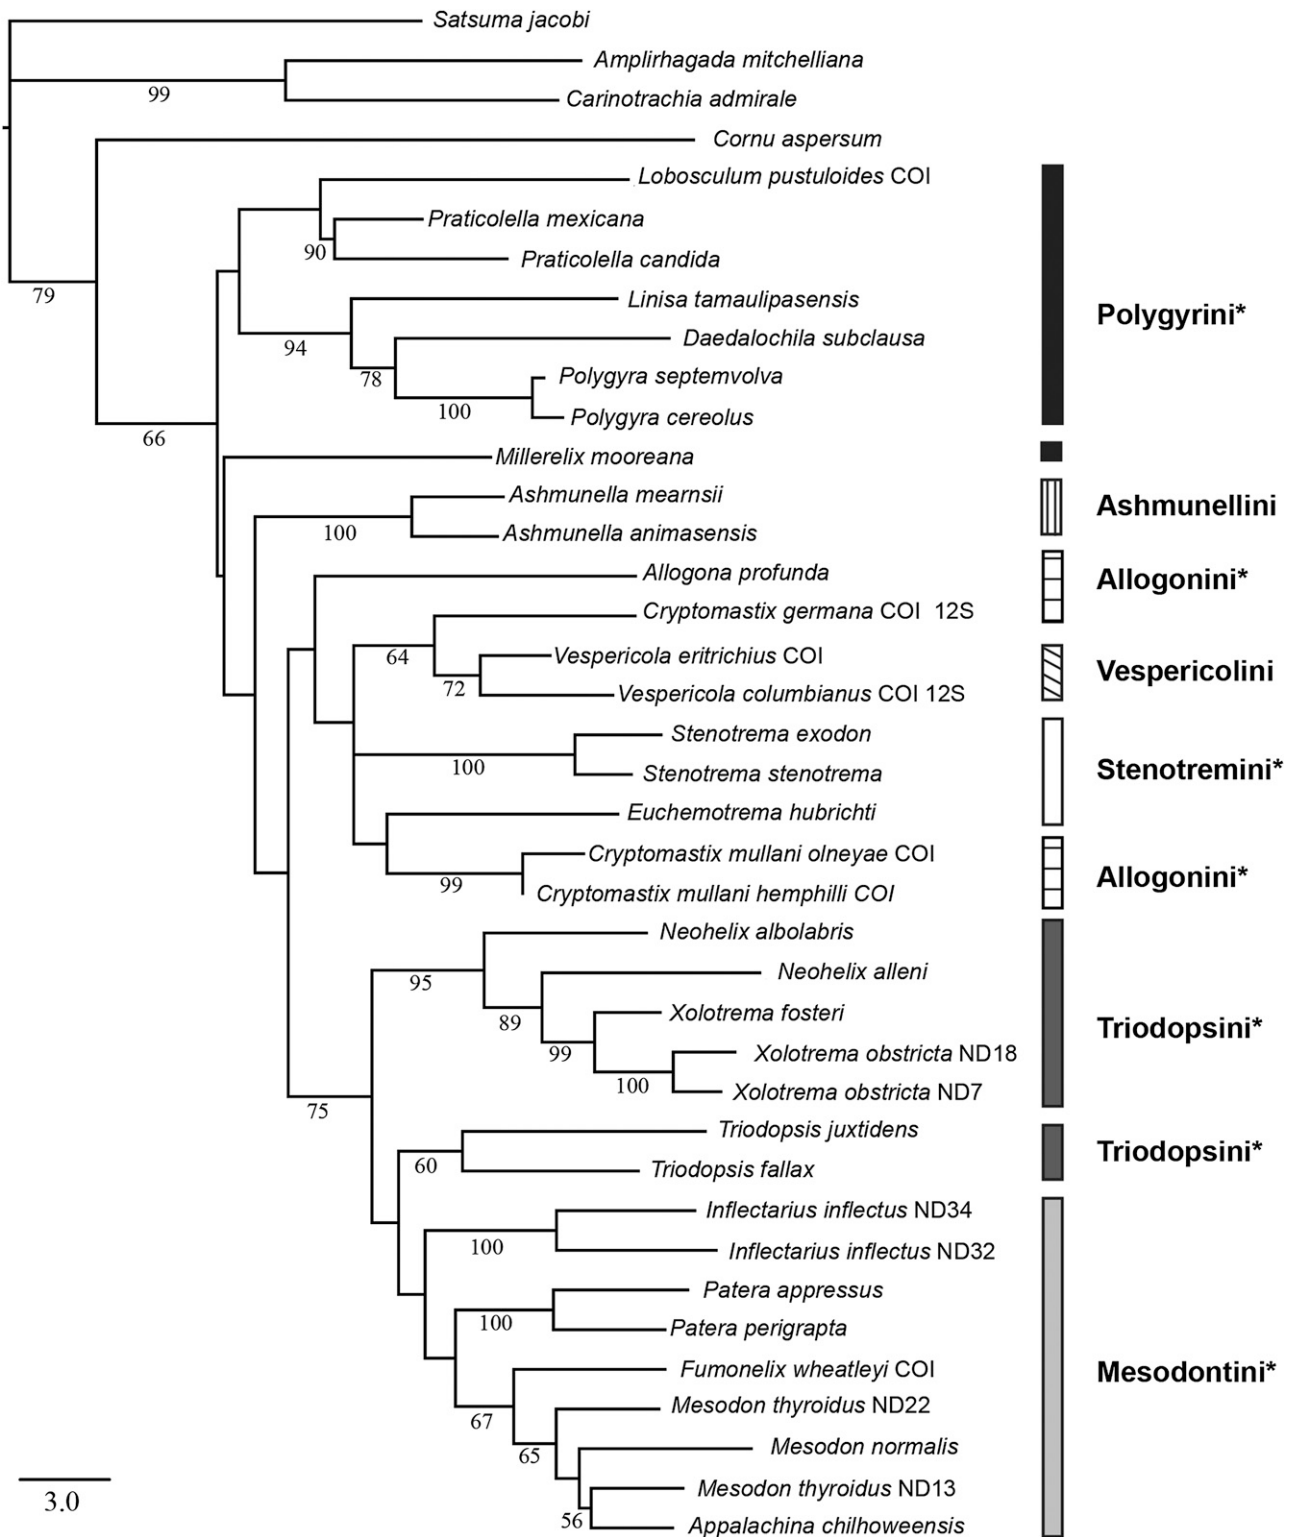 Satsuma jacobi
Amplirhagada mitchelliana
99
Carinotrachia admirale
Cornu aspersum
Lobosculum pustuloides COI
Praticolella mexicana
90
Praticolella candida
79
Linisa tamaulipasensis
Polygyrini*
94
Daedalochila subclausa
78
Polygyra septemvolva
100
Polygyra cereolus
66
Millerelix mooreana
Ashmunella mearnsii
Ashmunellini
100
Ashmunella animasensis
Allogona profunda
Allogonini*
Cryptomastix germana COI 12S
64
Vespericola eritrichius COI
Vespericolini
72
Vespericola columbianus COI 12S
Stenotrema exodon
100
Stenotremini*
Stenotrema stenotrema
Euchemotrema hubrichti
Cryptomastix mullani olneyae COI
99
Allogonini*
Cryptomastix mullani hemphilli COI
Neohelix albolabris
95
Neohelix alleni
89
Xolotrema fosteri
Triodopsini*
99
Xolotrema obstricta ND18
100
Xolotrema obstricta ND7
75
Triodopsis juxtidens
Triodopsini*
60
Triodopsis fallax
Inflectarius inflectus ND34
100
Inflectarius inflectus ND32
Patera appressus
100
Patera perigrapta
Fumonelix wheatleyi COI
Mesodontini*
Mesodon thyroidus ND22
67
Mesodon normalis
65
Mesodon thyroidus ND13
3.0
56
Appalachina chilhoweensis